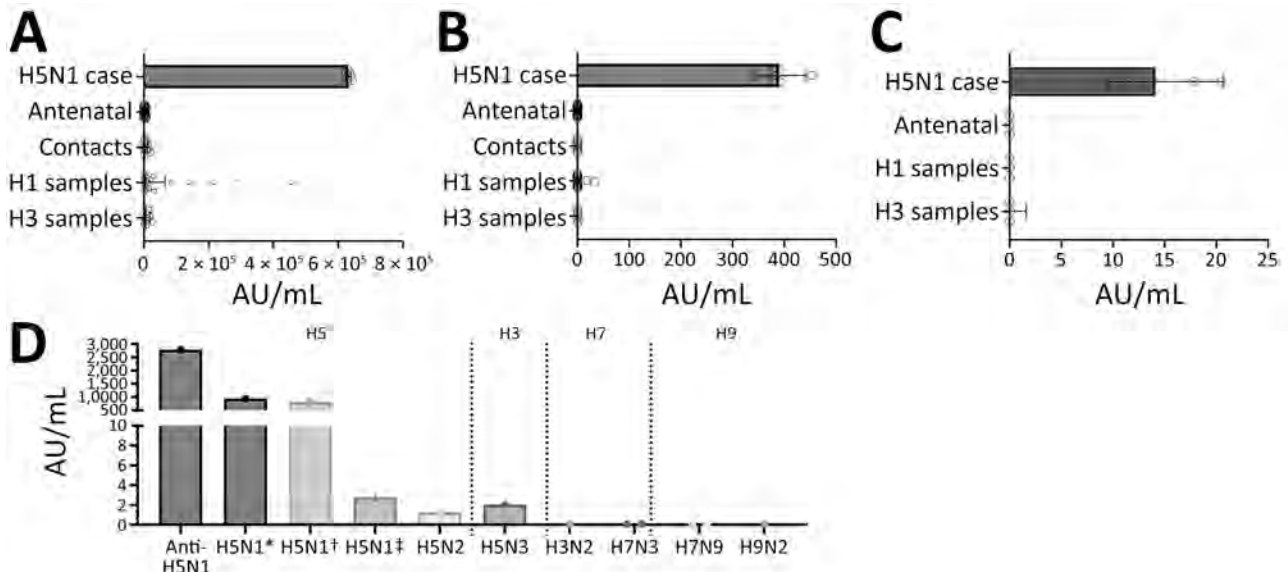 A
H5N1 case
Antenatal
Contacts
H1 samples
H3 samples
0
2 × 10⁵
4 × 10⁵
6 × 10⁵
8 × 10⁵
AU/mL
B
H5N1 case
Antenatal
Contacts
H1 samples
H3 samples
0 100 200 300 400 500
AU/mL
C
H5N1 case
Antenatal
H1 samples
H3 samples
0 5 10 15 20 25
AU/mL
D
H5 H3 H7 H9
AU/mL
3,000
2,500
2,000
1,500
1,0000
500
10
8
6
4
2
0
Anti-
H5N1
H5N1*
H5N1†
H5N1‡
H5N2
H5N3
H3N2
H7N3
H7N9
H9N2